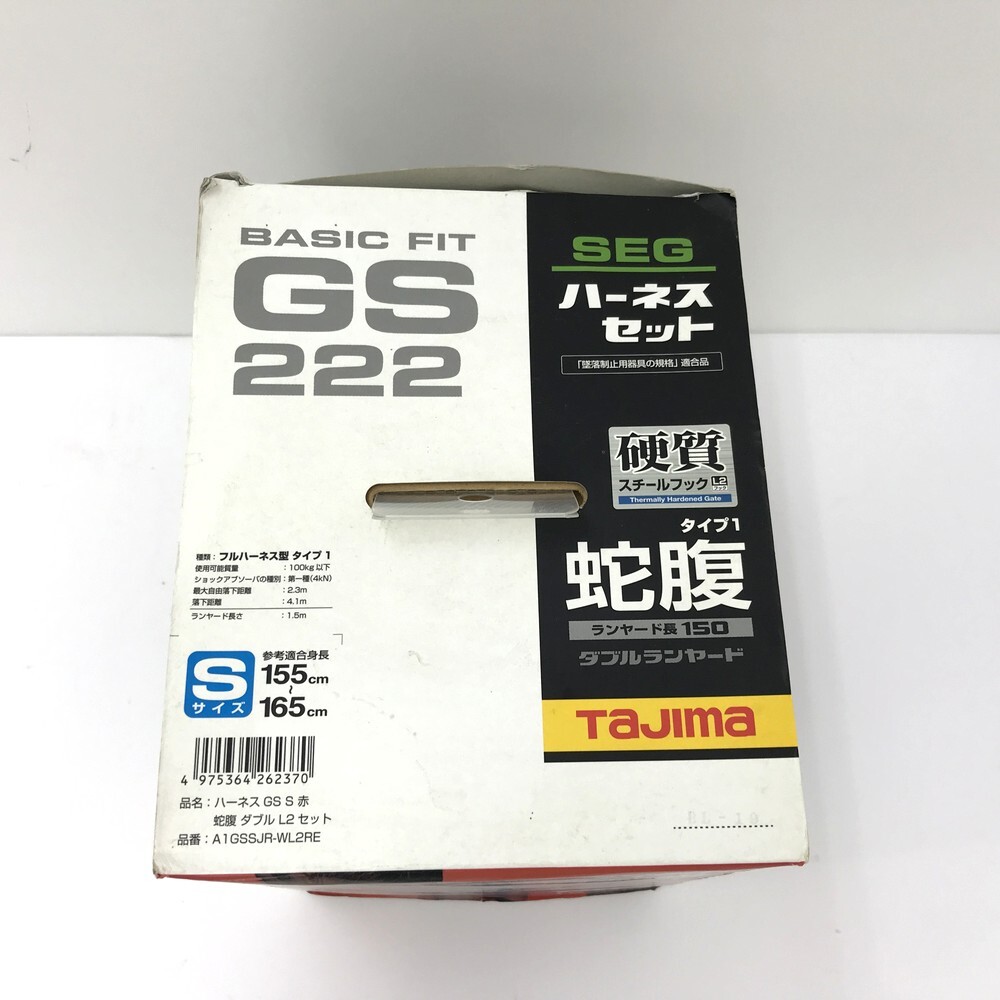 BASIC FIT
GS
222
種類：フルハーネス型 タイプ1
使用可能質量：100kg以下
ショックアブソーバの種別：第一種(4kN)
最大自由落下距離：2.3m
落下距離：4.1m
ランヤード長さ：1.5m
S
サイズ
参考適合身長
155cm
~
165cm
4 975364 262370
品名：ハーネス GS S 赤
蛇腹 ダブル L2 セット
品番：A1GSSJR-WL2RE
SEG
ハーネス
セット
「墜落制止用器具の規格」適合品
硬質
スチールフック L2
フック
Thermally Hardened Gate
タイプ1
蛇腹
ランヤード長 150
ダブルランヤード
TaJima